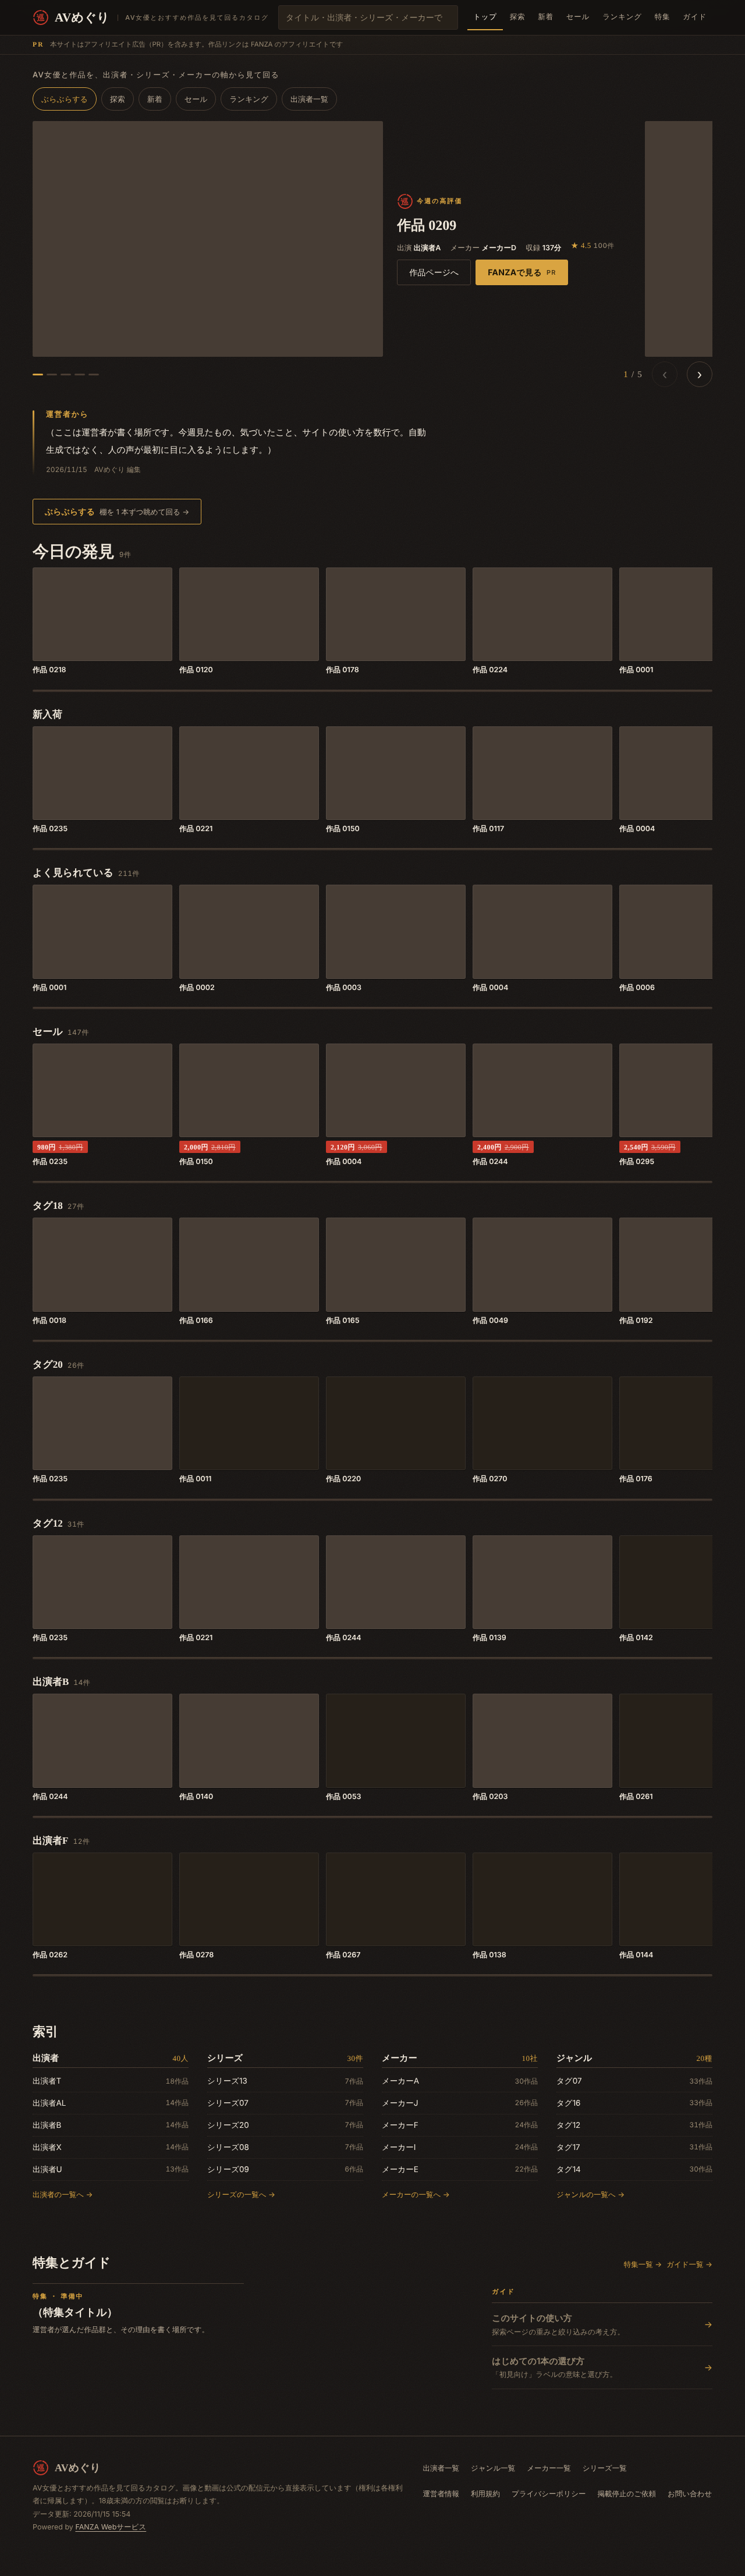 巡 AVめぐり AV女優とおすすめ作品を見て回るカタログ タイトル・出演者・シリーズ・メーカーで トップ 探索 新着 セール ランキング 特集 ガイド
PR 本サイトはアフィリエイト広告（PR）を含みます。作品リンクは FANZA のアフィリエイトです
AV女優と作品を、出演者・シリーズ・メーカーの軸から見て回る
ぶらぶらする 探索 新着 セール ランキング 出演者一覧
巡 今週の高評価
作品 0209
出演 出演者A メーカー メーカーD 収録 137分 ★ 4.5 100件
作品ページへ FANZAで見る PR
1 / 5 ‹ ›
運営者から
（ここは運営者が書く場所です。今週見たもの、気づいたこと、サイトの使い方を数行で。自動
生成ではなく、人の声が最初に目に入るようにします。）
2026/11/15 AVめぐり 編集
ぶらぶらする 棚を 1 本ずつ眺めて回る →
今日の発見 9件
作品 0218 作品 0120 作品 0178 作品 0224 作品 0001
新入荷
作品 0235 作品 0221 作品 0150 作品 0117 作品 0004
よく見られている 211件
作品 0001 作品 0002 作品 0003 作品 0004 作品 0006
セール 147件
980円 1,380円 2,000円 2,810円 2,120円 3,060円 2,480円 2,900円 2,540円 3,590円
作品 0235 作品 0150 作品 0004 作品 0244 作品 0295
タグ18 27件
作品 0018 作品 0166 作品 0165 作品 0049 作品 0192
タグ20 26件
作品 0235 作品 0011 作品 0220 作品 0270 作品 0176
タグ12 31件
作品 0235 作品 0221 作品 0244 作品 0139 作品 0142
出演者B 14件
作品 0244 作品 0140 作品 0053 作品 0203 作品 0261
出演者F 12件
作品 0262 作品 0278 作品 0267 作品 0138 作品 0144
索引
出演者 40人 シリーズ 30件 メーカー 10社 ジャンル 20種
出演者T 18作品 シリーズ13 7作品 メーカーA 30作品 タグ07 33作品
出演者AL 14作品 シリーズ07 7作品 メーカーJ 26作品 タグ16 33作品
出演者B 14作品 シリーズ20 7作品 メーカーF 24作品 タグ12 31作品
出演者X 14作品 シリーズ08 7作品 メーカーI 24作品 タグ17 31作品
出演者U 13作品 シリーズ09 6作品 メーカーE 22作品 タグ14 30作品
出演者の一覧へ → シリーズの一覧へ → メーカーの一覧へ → ジャンルの一覧へ →
特集とガイド 特集一覧 → ガイド一覧 →
特集 · 準備中
（特集タイトル）
運営者が選んだ作品群と、その理由を書く場所です。
ガイド
このサイトの使い方
探索ページの重みと絞り込みの考え方。 →
はじめての1本の選び方
「初見向け」ラベルの意味と選び方。 →
巡 AVめぐり
AV女優とおすすめ作品を見て回るカタログ。画像と動画は公式の配信元から直接表示しています（権利は各権利
者に帰属します）。18歳未満の方の閲覧はお断りします。
データ更新: 2026/11/15 15:54
Powered by FANZA Webサービス
出演者一覧 ジャンル一覧 メーカー一覧 シリーズ一覧
運営者情報 利用規約 プライバシーポリシー 掲載停止のご依頼 お問い合わせ